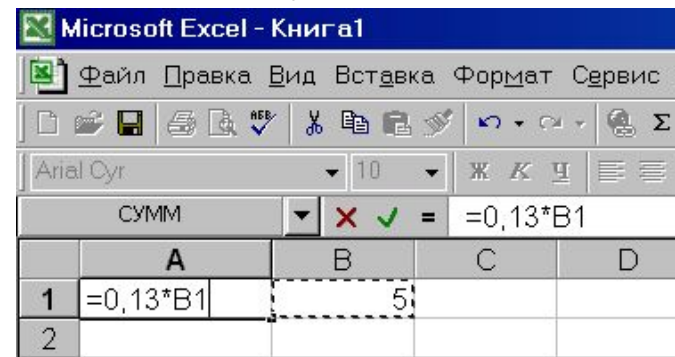 Microsoft Excel - Книга1
Файл Правка Вид Вставка Формат Сервис
ABC Σ
Arial Cyr 10 Ж К Ч
СУММ = =0,13*B1
A B C D
1 =0,13*B1 5
2